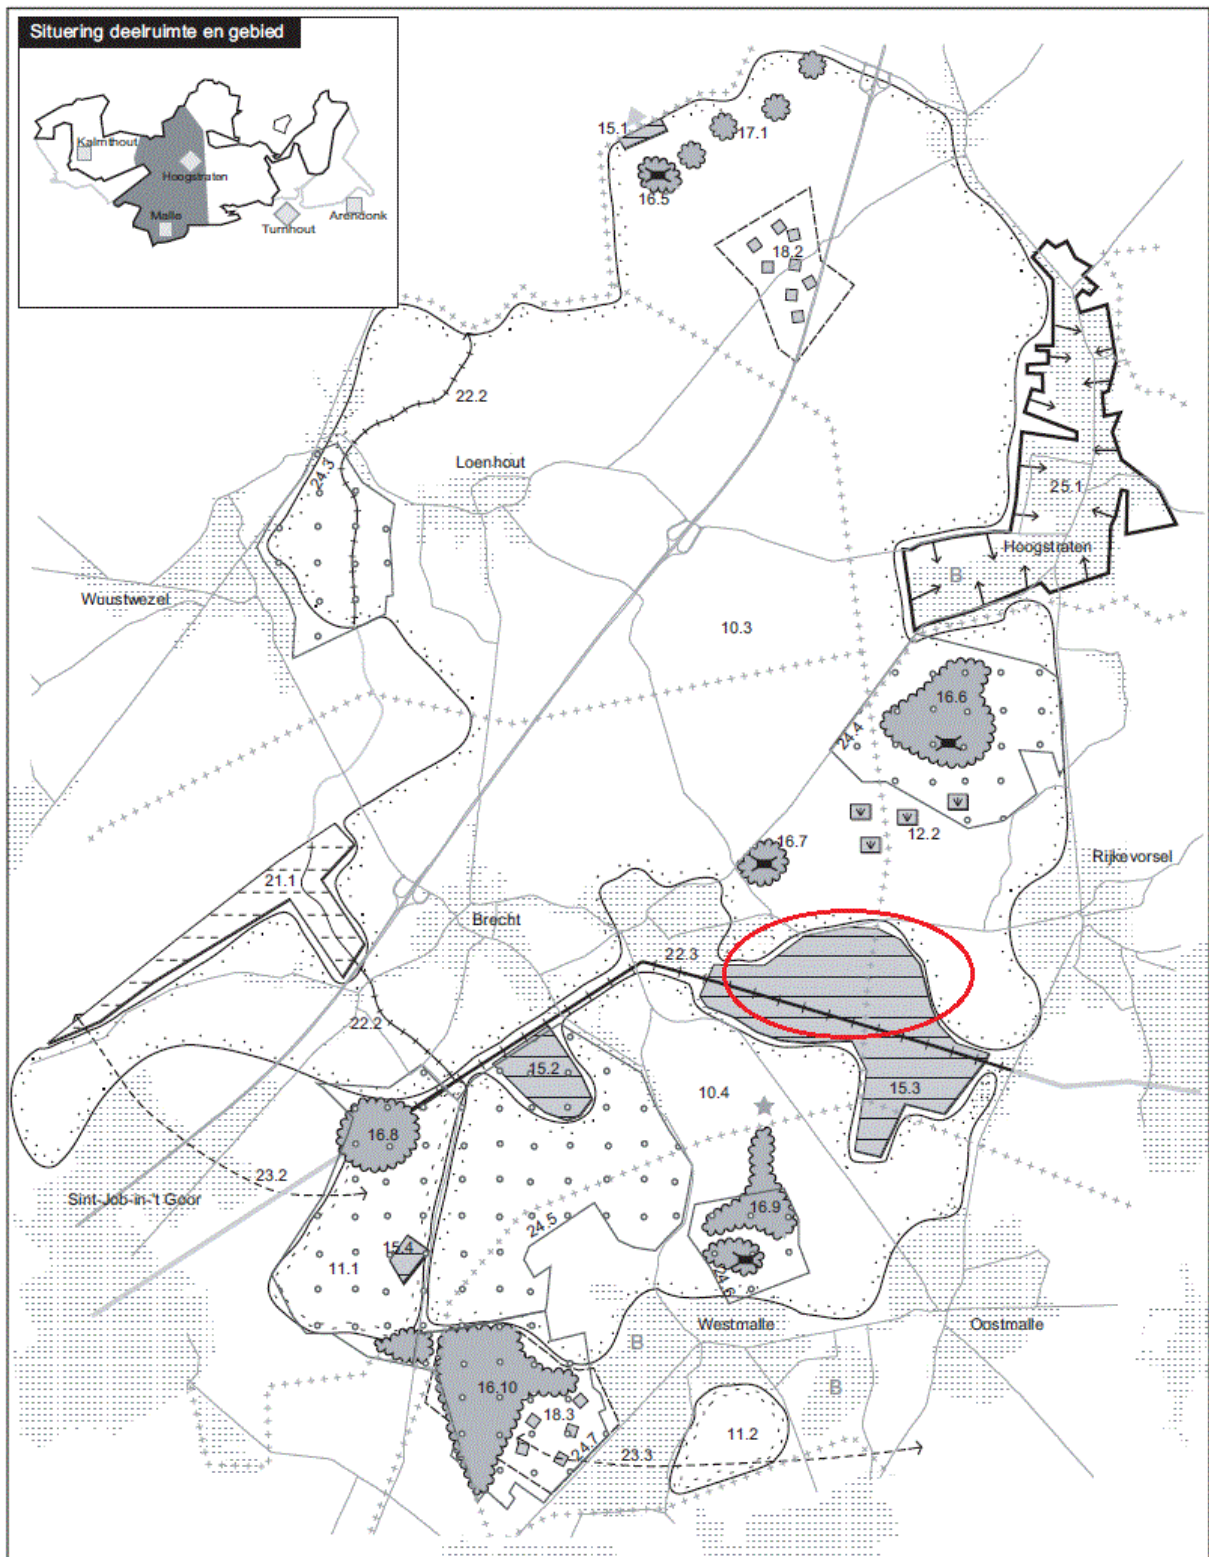 Situering deelruimte en gebied
Kalmthout
Hoogstraten
Malle
Turnhout
Arendonk
15.1
17.1
16.5
18.2
22.2
24.3
Loenhout
25.1
Hoogstraten
B
Wuustwezel
10.3
16.6
24.4
12.2
16.7
Rijkevorsel
21.1
Brecht
22.3
22.2
15.2
15.3
10.4
16.8
23.2
Sint-Job-in-'t Goor
16.9
24.5
15.4
11.1
24.6
Westmalle
Oostmalle
B
B
16.10
18.3
24.7
23.3
11.2